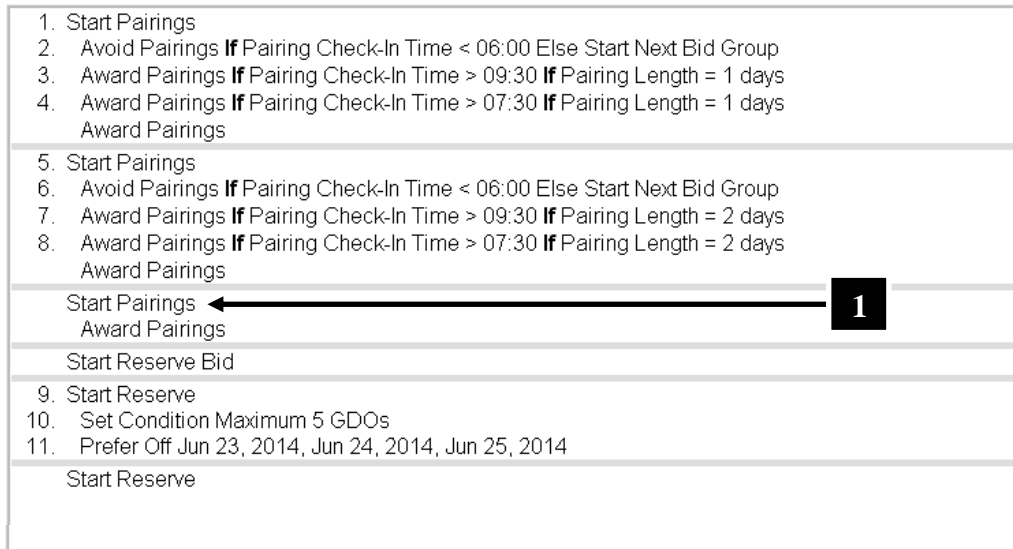 1. Start Pairings
2. Avoid Pairings If Pairing Check-In Time < 06:00 Else Start Next Bid Group
3. Award Pairings If Pairing Check-In Time > 09:30 If Pairing Length = 1 days
4. Award Pairings If Pairing Check-In Time > 07:30 If Pairing Length = 1 days
Award Pairings
5. Start Pairings
6. Avoid Pairings If Pairing Check-In Time < 06:00 Else Start Next Bid Group
7. Award Pairings If Pairing Check-In Time > 09:30 If Pairing Length = 2 days
8. Award Pairings If Pairing Check-In Time > 07:30 If Pairing Length = 2 days
Award Pairings
Start Pairings 1
Award Pairings
Start Reserve Bid
9. Start Reserve
10. Set Condition Maximum 5 GDOs
11. Prefer Off Jun 23, 2014, Jun 24, 2014, Jun 25, 2014
Start Reserve